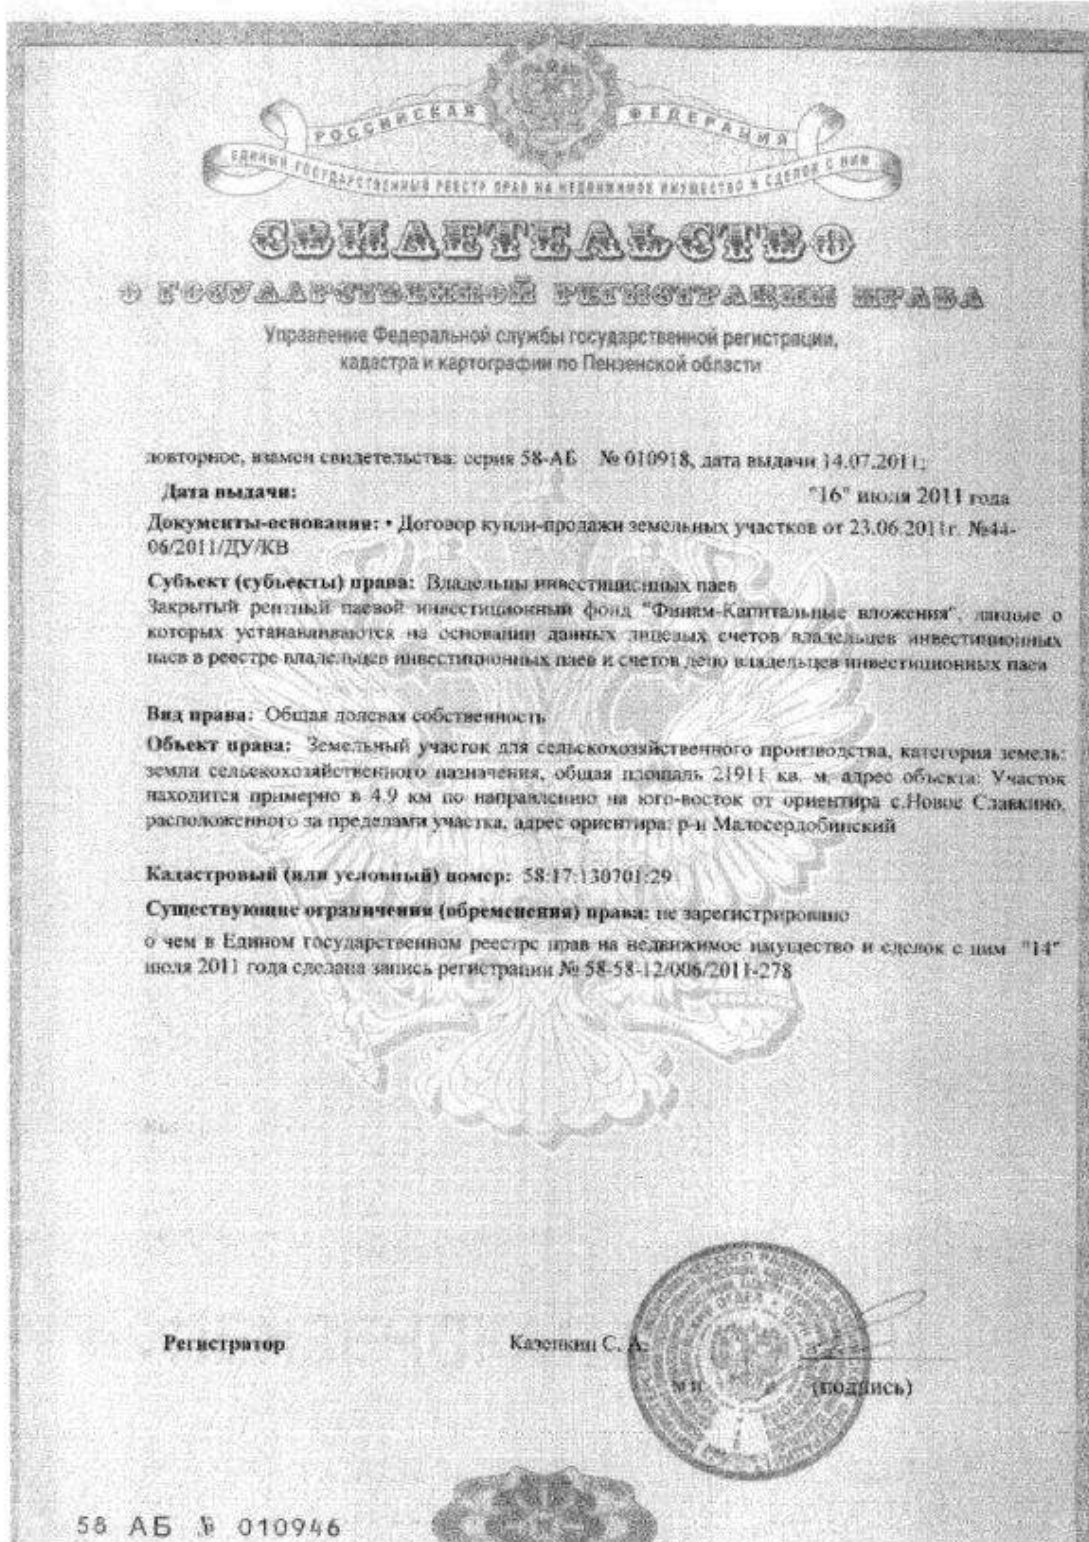 РОССИЙСКАЯ ФЕДЕРАЦИЯ
ЕДИНЫЙ ГОСУДАРСТВЕННЫЙ РЕЕСТР ПРАВ НА НЕДВИЖИМОЕ ИМУЩЕСТВО И СДЕЛОК С НИМ
СВИДЕТЕЛЬСТВО
О ГОСУДАРСТВЕННОЙ РЕГИСТРАЦИИ ПРАВА
Управление Федеральной службы государственной регистрации,
кадастра и картографии по Пензенской области
повторное, взамен свидетельства: серия 58-АБ № 010918, дата выдачи 14.07.2011;
Дата выдачи: "16" июля 2011 года
Документы-основания: • Договор купли-продажи земельных участков от 23.06.2011г. №44-
06/2011/ДУ/КВ
Субъект (субъекты) права: Владельцы инвестиционных паев
Закрытый рентный паевой инвестиционный фонд "Финам-Капитальные вложения", данные о
которых устанавливаются на основании данных лицевых счетов владельцев инвестиционных
паев в реестре владельцев инвестиционных паев и счетов депо владельцев инвестиционных паев
Вид права: Общая долевая собственность
Объект права: Земельный участок для сельскохозяйственного производства, категория земель:
земли сельскохозяйственного назначения, общая площадь 21911 кв. м, адрес объекта: Участок
находится примерно в 4,9 км по направлению на юго-восток от ориентира с.Новое Славкино,
расположенного за пределами участка, адрес ориентира: р-н Малосердобинский
Кадастровый (или условный) номер: 58:17:130701:29
Существующие ограничения (обременения) права: не зарегистрировано
о чем в Едином государственном реестре прав на недвижимое имущество и сделок с ним "14"
июля 2011 года сделана запись регистрации № 58-58-12/006/2011-278
Регистратор Казенкин С. А.
(подпись)
58 АБ № 010946